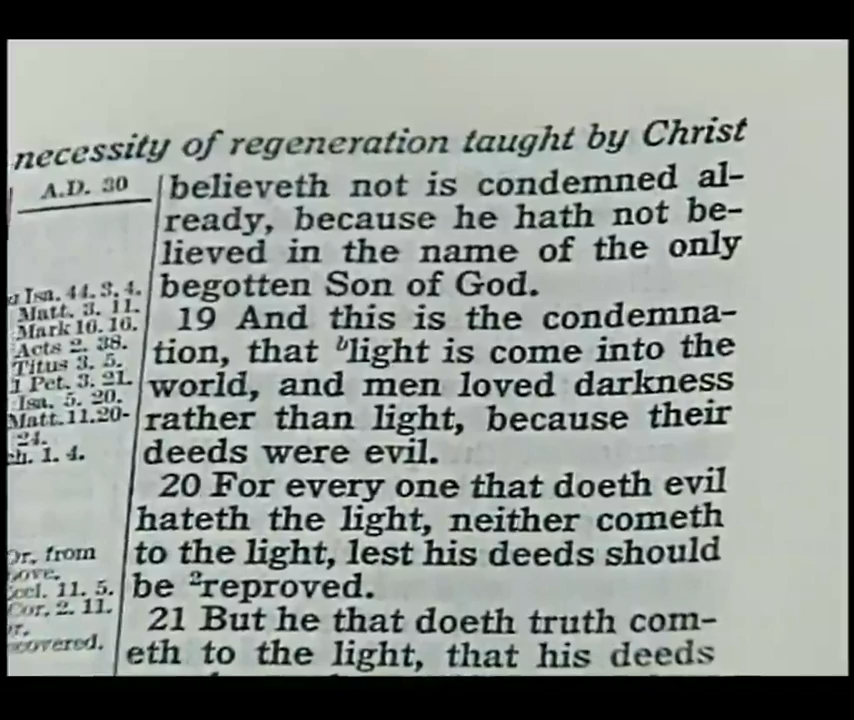 necessity of regeneration taught by Christ
A.D. 30
Isa. 44. 3, 4.
Matt. 3. 11.
Mark 16. 16.
Acts 2. 38.
Titus 3. 5.
1 Pet. 3. 21.
Isa. 5. 20.
Matt. 11. 20-
24.
ch. 1. 4.
Or, from
11. 5.
Cor. 2. 11.
believeth not is condemned al-
ready, because he hath not be-
lieved in the name of the only
begotten Son of God.
19 And this is the condemna-
tion, that b light is come into the
world, and men loved darkness
rather than light, because their
deeds were evil.
20 For every one that doeth evil
hateth the light, neither cometh
to the light, lest his deeds should
be 2 reproved.
21 But he that doeth truth com-
eth to the light, that his deeds